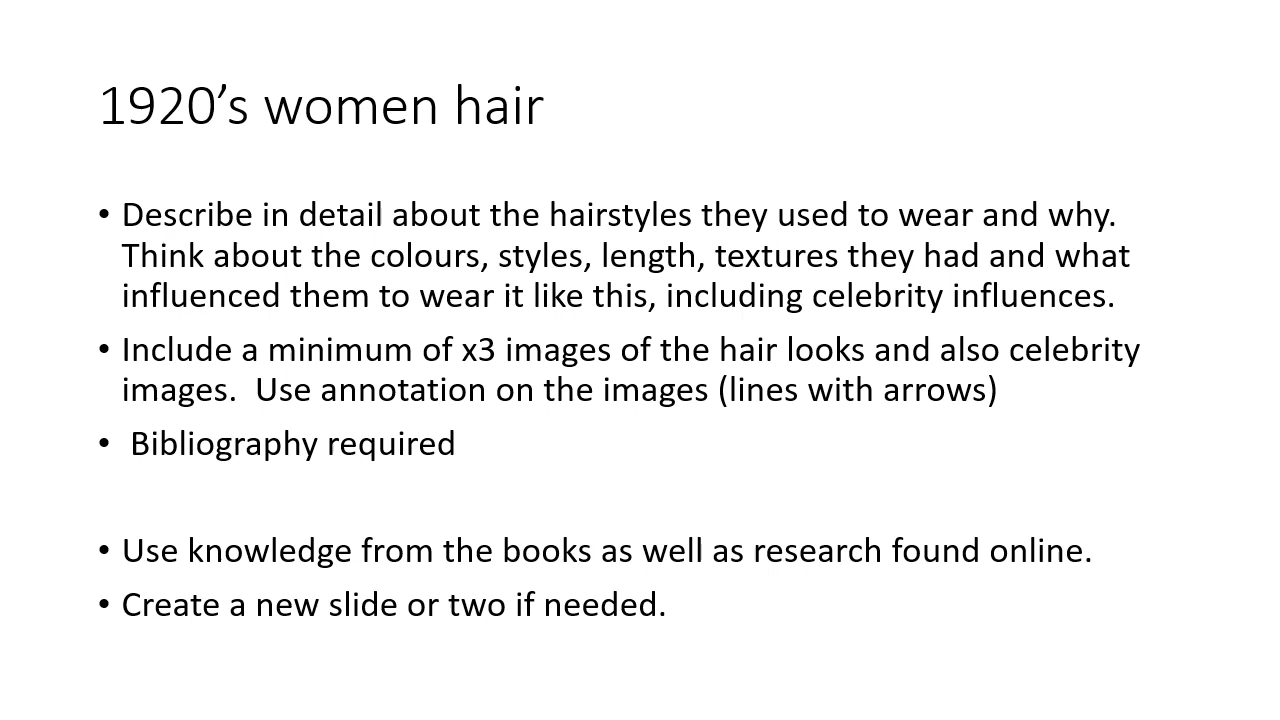 1920’s women hair
• Describe in detail about the hairstyles they used to wear and why.
Think about the colours, styles, length, textures they had and what
influenced them to wear it like this, including celebrity influences.
• Include a minimum of x3 images of the hair looks and also celebrity
images.  Use annotation on the images (lines with arrows)
•  Bibliography required
• Use knowledge from the books as well as research found online.
• Create a new slide or two if needed.